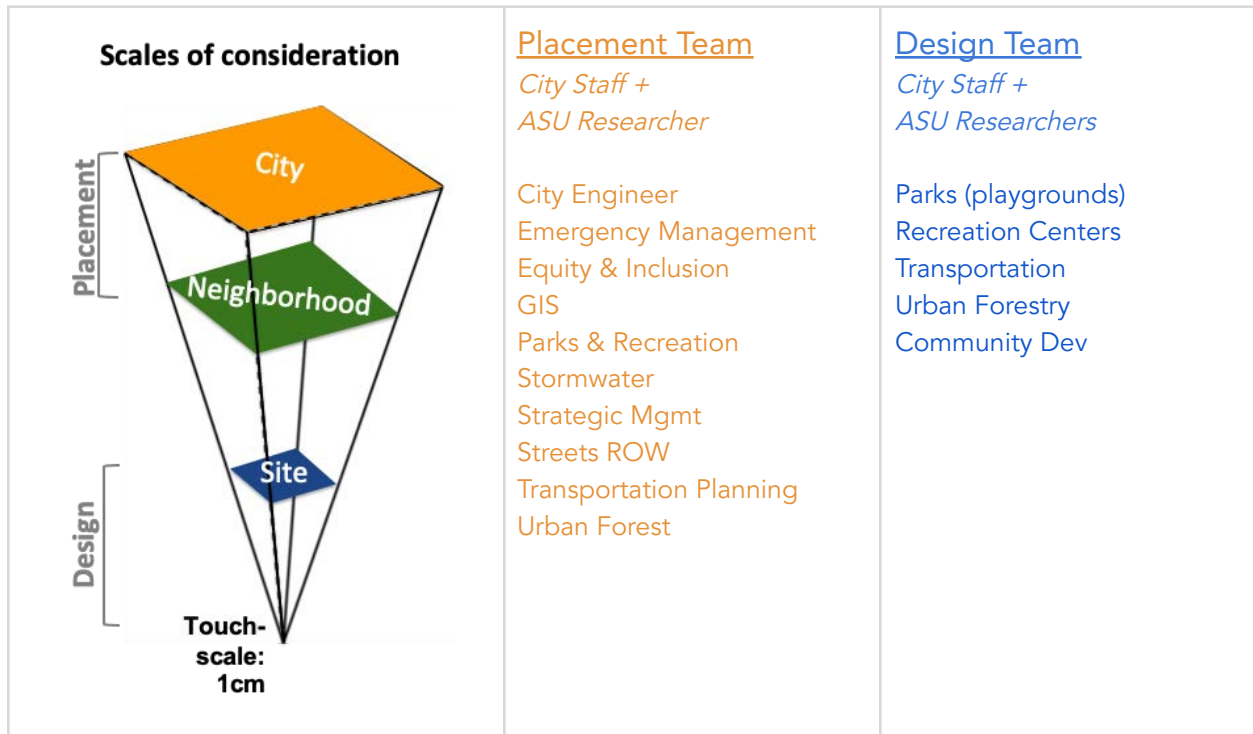 Scales of consideration
Placement
City
Neighborhood
Design
Site
Touch-
scale:
1cm
Placement Team
City Staff +
ASU Researcher
City Engineer
Emergency Management
Equity & Inclusion
GIS
Parks & Recreation
Stormwater
Strategic Mgmt
Streets ROW
Transportation Planning
Urban Forest
Design Team
City Staff +
ASU Researchers
Parks (playgrounds)
Recreation Centers
Transportation
Urban Forestry
Community Dev